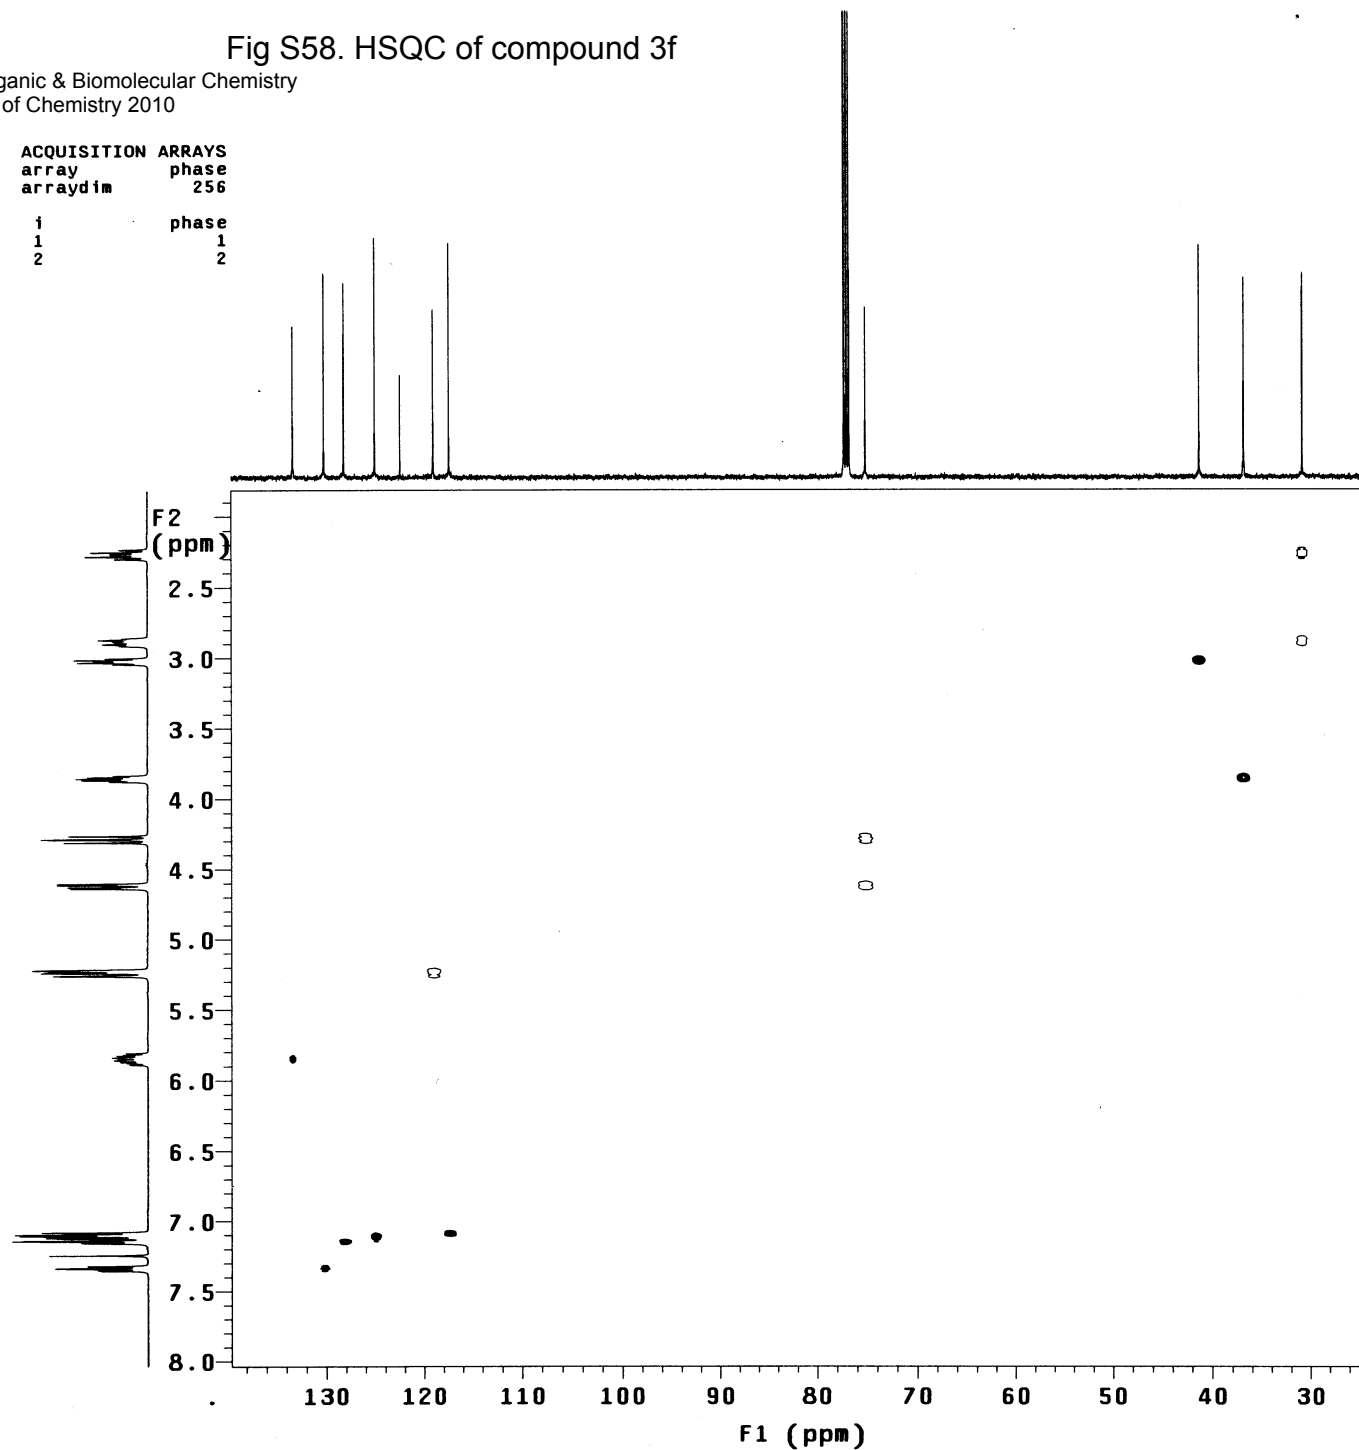 Fig S58. HSQC of compound 3f
ganic & Biomolecular Chemistry
of Chemistry 2010
ACQUISITION ARRAYS
array phase
arraydim 256
i phase
1 1
2 2
F2
(ppm)
2.5
3.0
3.5
4.0
4.5
5.0
5.5
6.0
6.5
7.0
7.5
8.0
130 120 110 100 90 80 70 60 50 40 30
F1 (ppm)